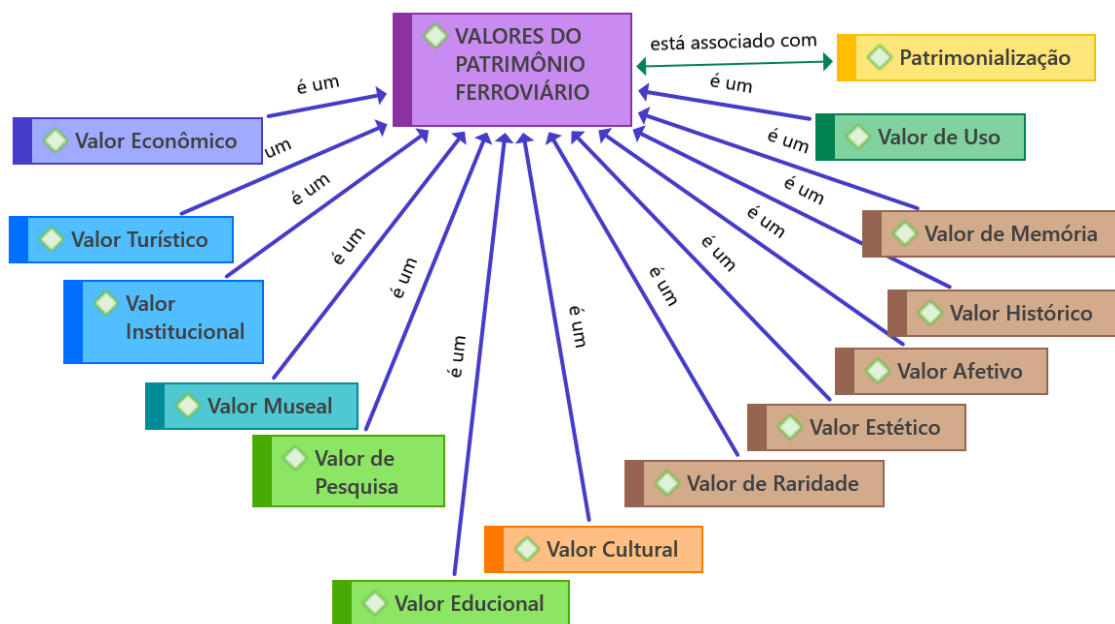 VALORES DO
PATRIMÔNIO
FERROVIÁRIO
está associado com
Patrimonialização
é um
é um
Valor Econômico
um
Valor de Uso
é um
é um
é um
Valor Turístico
é um
é um
Valor de Memória
Valor
Institucional
é um
é um
é um
Valor Histórico
é um
é um
Valor Afetivo
Valor Museal
Valor Estético
Valor de
Pesquisa
Valor de Raridade
Valor Cultural
Valor Educional